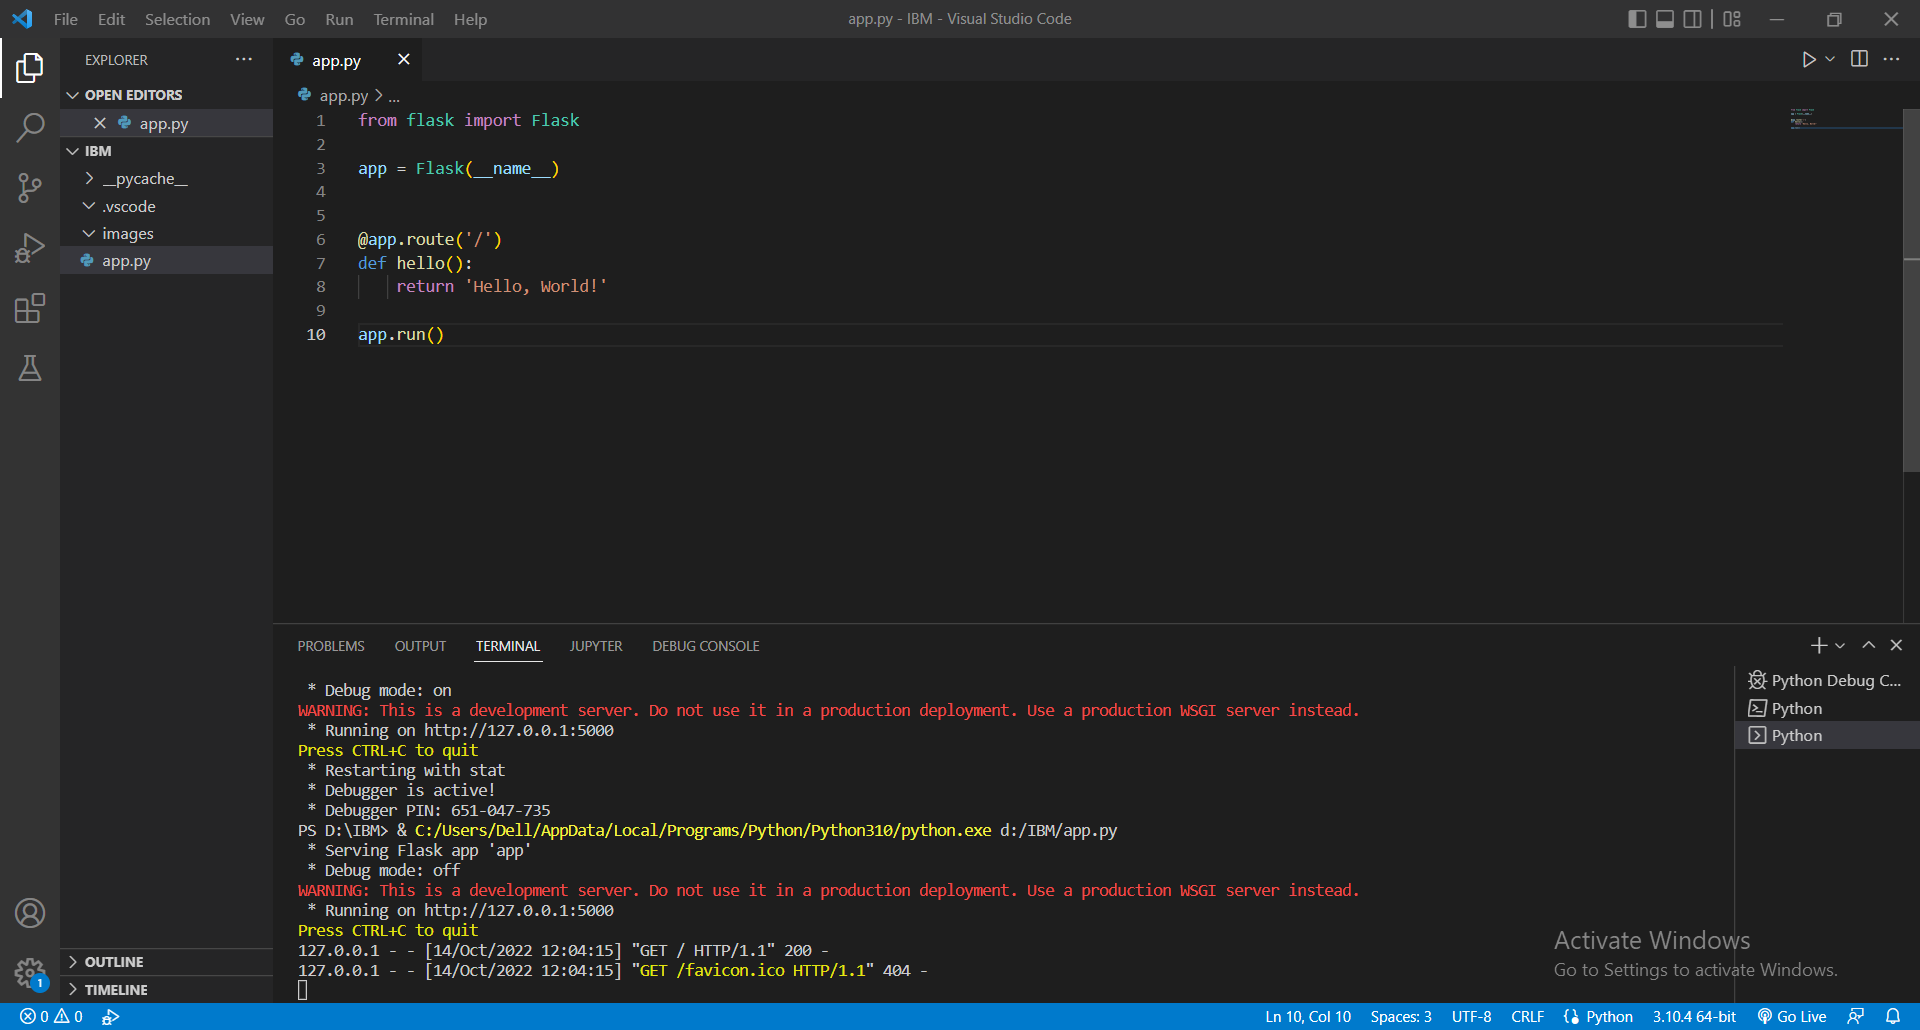 File Edit Selection View Go Run Terminal Help
app.py - IBM - Visual Studio Code
EXPLORER
OPEN EDITORS
app.py
IBM
__pycache__
.vscode
images
app.py
OUTLINE
TIMELINE
app.py
app.py > ...
1 from flask import Flask
2
3 app = Flask(__name__)
4
5
6 @app.route('/')
7 def hello():
8 return 'Hello, World!'
9
10 app.run()
PROBLEMS OUTPUT TERMINAL JUPYTER DEBUG CONSOLE
* Debug mode: on
WARNING: This is a development server. Do not use it in a production deployment. Use a production WSGI server instead.
* Running on http://127.0.0.1:5000
Press CTRL+C to quit
* Restarting with stat
* Debugger is active!
* Debugger PIN: 651-047-735
PS D:\IBM> & C:/Users/Dell/AppData/Local/Programs/Python/Python310/python.exe d:/IBM/app.py
* Serving Flask app 'app'
* Debug mode: off
WARNING: This is a development server. Do not use it in a production deployment. Use a production WSGI server instead.
* Running on http://127.0.0.1:5000
Press CTRL+C to quit
127.0.0.1 - - [14/Oct/2022 12:04:15] "GET / HTTP/1.1" 200 -
127.0.0.1 - - [14/Oct/2022 12:04:15] "GET /favicon.ico HTTP/1.1" 404 -
Python Debug C...
Python
Python
Activate Windows
Go to Settings to activate Windows.
1
0 0
Ln 10, Col 10 Spaces: 3 UTF-8 CRLF Python 3.10.4 64-bit Go Live